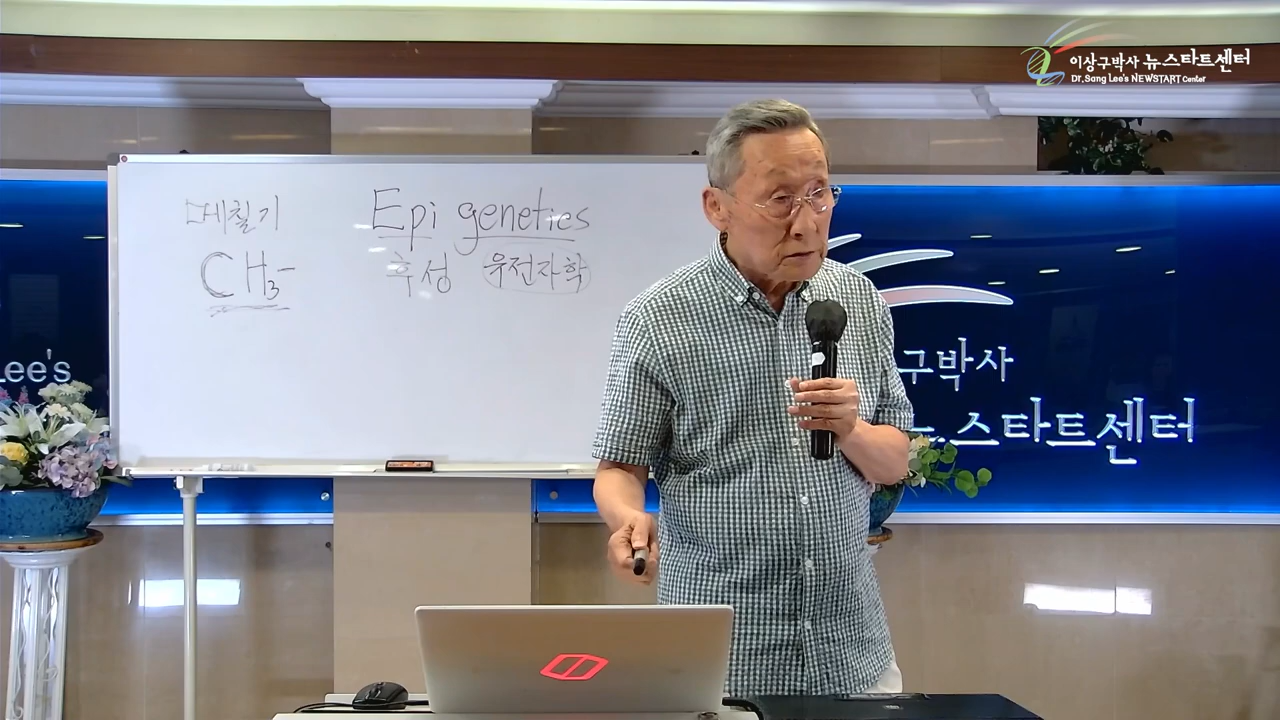 이상구박사 뉴스타트센터
Dr. Sang Lee's NEWSTART Center
메칠기
Epi genetics
CH3-
후성 유전자학
Lee's
구박사
뉴스타트센터